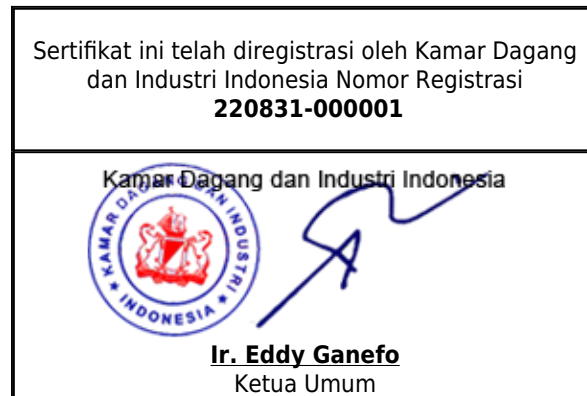 Sertifikat ini telah diregistrasi oleh Kamar Dagang
dan Industri Indonesia Nomor Registrasi
220831-000001
Kamar Dagang dan Industri Indonesia
KAMAR DAGANG DAN INDUSTRI
* INDONESIA *
Ir. Eddy Ganefo
Ketua Umum